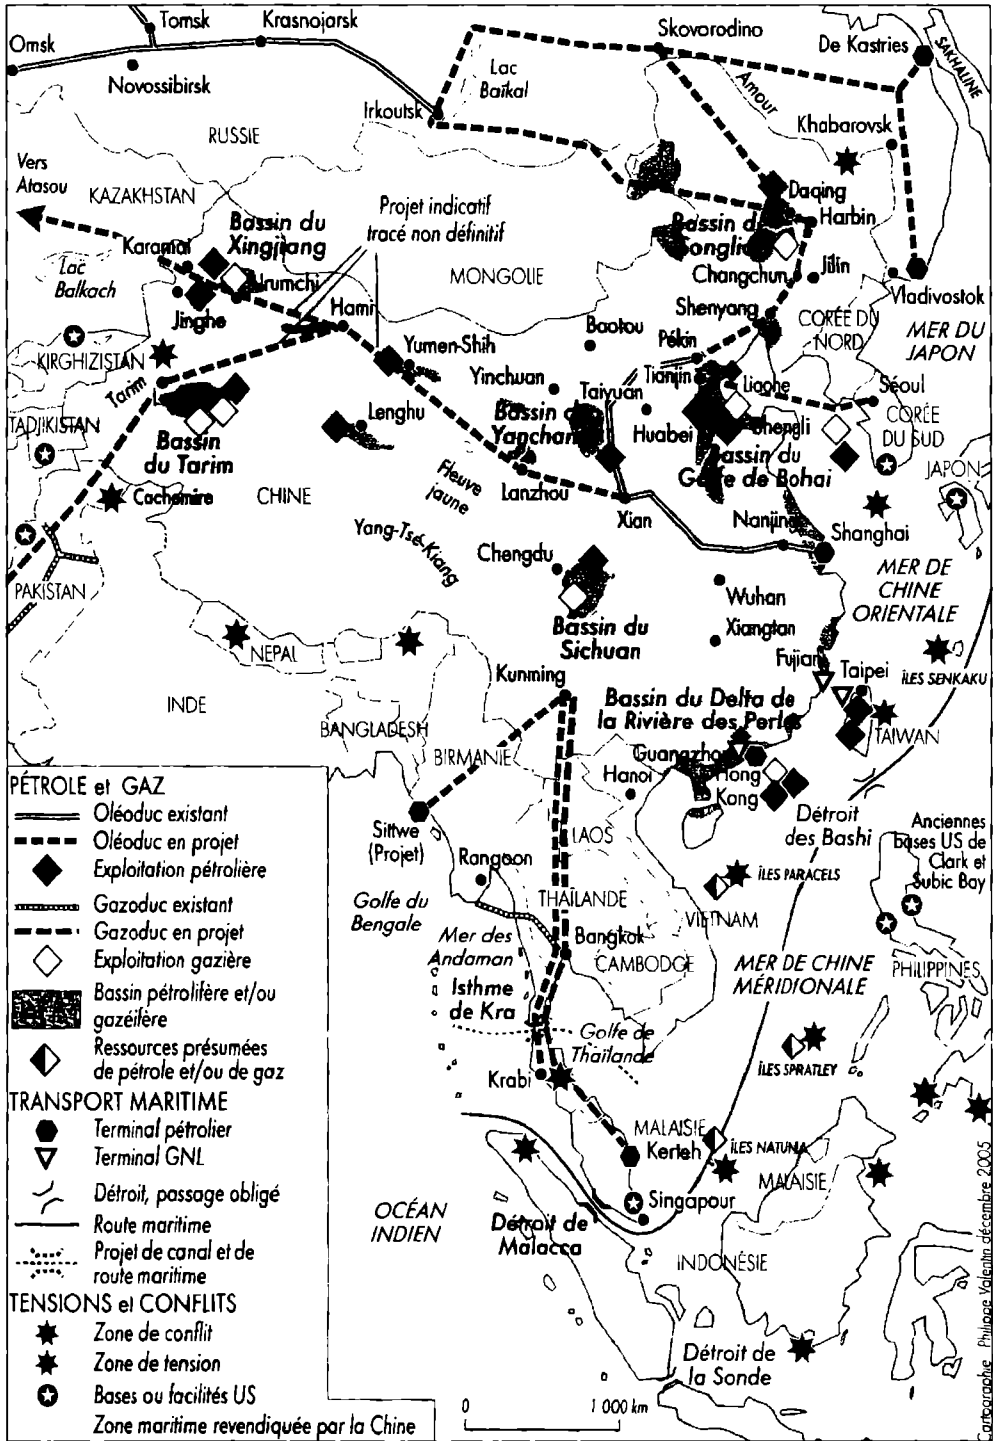 Omsk
Tomsk
Krasnojarsk
Novossibirsk
Skovorodino
De Kastries
SAKHALINE
Lac
Baïkal
Amour
Irkoutsk
Khabarovsk
RUSSIE
Vers
Atasou
KAZAKHSTAN
Projet indicatif
tracé non définitif
Daqing
Harbin
Karamai
Bassin du
Xingjiang
Urumchi
Lac
Balkach
Jinghe
MONGOLIE
Changchun
Jilin
Vladivostok
Hami
Shenyang
CORÉE DU
NORD
MER DU
JAPON
Baotou
Pékin
KIRGHIZISTAN
Yumen-Shih
Tianjin
Liaohe
Séoul
Tarim
Yinchuan
Taiyuan
TADJIKISTAN
Lenghu
Huabei
Shengli
CORÉE
DU SUD
Bassin
du Tarim
Bassin du
Golfe de Bohai
JAPON
Cachemire
CHINE
Fleuve
jaune
Lanzhou
Xian
Nanjing
Shanghai
Yang-Tsé-Kiang
Chengdu
PAKISTAN
MER DE
CHINE
ORIENTALE
Wuhan
Bassin du
Sichuan
Xiangtan
NEPAL
Fujian
Taipei
ÎLES SENKAKU
Kunming
INDE
Bassin du Delta de
la Rivière des Perles
TAIWAN
BANGLADESH
BIRMANIE
Guangzhou
Hanoi
Hong
Kong
Détroit
des Bashi
Sittwe
(Projet)
LAOS
Anciennes
bases US de
Clark et
Subic Bay
Rangoon
Golfe du
Bengale
THAÏLANDE
ÎLES PARACELS
VIETNAM
Mer des
Andaman
Bangkok
CAMBODGE
MER DE CHINE
MÉRIDIONALE
PHILIPPINES
Isthme
de Kra
Golfe de
Thaïlande
ÎLES SPRATLEY
Krabi
MALAISIE
Kerteh
ÎLES NATUNA
MALAISIE
OCÉAN
INDIEN
Singapour
Détroit de
Malacca
INDONÉSIE
Détroit de
la Sonde
0 1 000 km
PÉTROLE et GAZ
Oléoduc existant
Oléoduc en projet
Exploitation pétrolière
Gazoduc existant
Gazoduc en projet
Exploitation gazière
Bassin pétrolifère et/ou
gazéifère
Ressources présumées
de pétrole et/ou de gaz
TRANSPORT MARITIME
Terminal pétrolier
Terminal GNL
Détroit, passage obligé
Route maritime
Projet de canal et de
route maritime
TENSIONS et CONFLITS
Zone de conflit
Zone de tension
Bases ou facilités US
Zone maritime revendiquée par la Chine
Cartographie Philippe Valentin décembre 2005